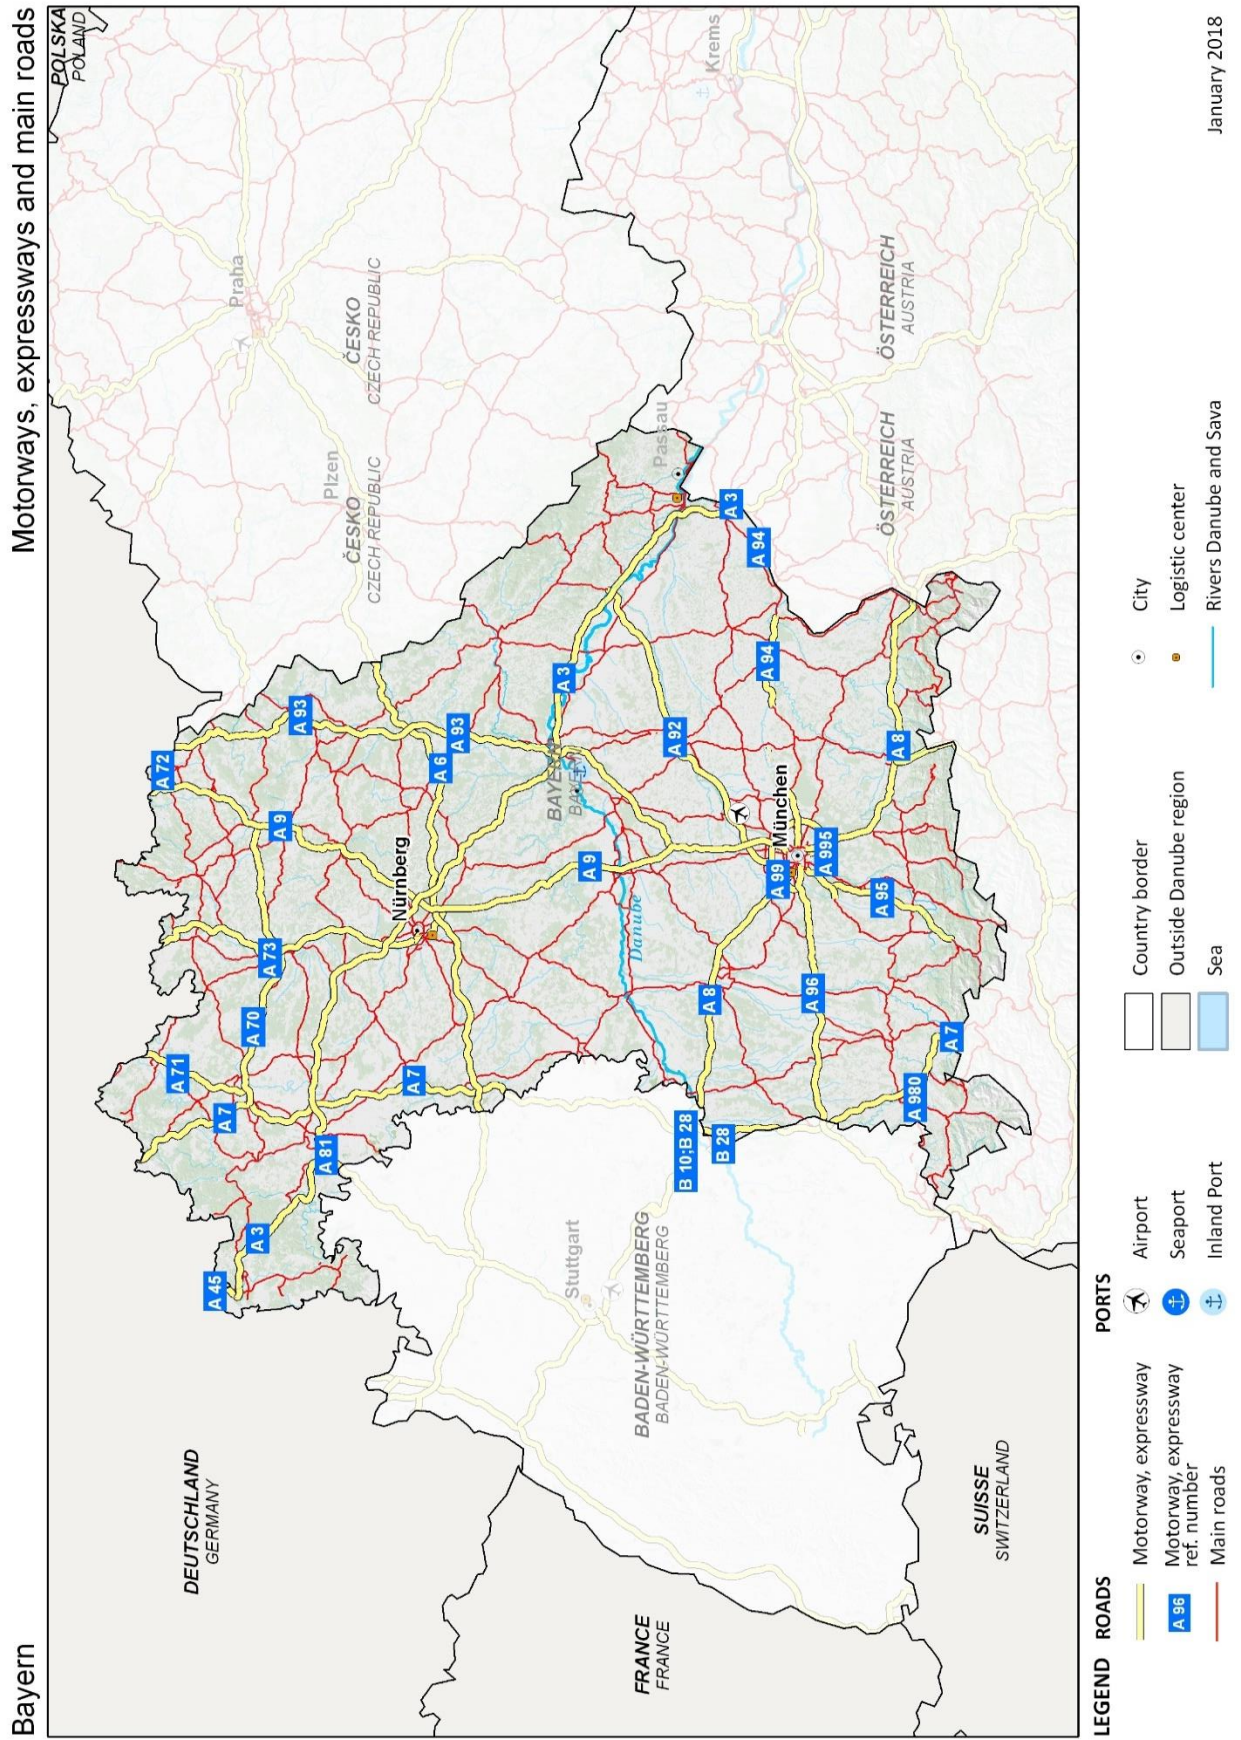 Bayern
Motorways, expressways and main roads
POLSKA
POLAND
DEUTSCHLAND
GERMANY
A 45
A 3
A 7
A 71
A 70
A 73
A 9
A 72
A 93
Praha
ČESKO
CZECH REPUBLIC
Plzen
ČESKO
CZECH REPUBLIC
A 81
A 7
Nürnberg
A 6
A 93
Krems
Stuttgart
BADEN-WÜRTTEMBERG
BADEN-WÜRTTEMBERG
FRANCE
FRANCE
Danube
A 9
BAYERN
BAYERN
A 3
Passau
B 10;B 28
B 28
A 8
A 92
A 3
A 94
A 99
München
A 94
A 96
A 995
A 95
A 8
ÖSTERREICH
AUSTRIA
ÖSTERREICH
AUSTRIA
A 980
A 7
SUISSE
SWITZERLAND
LEGEND
ROADS
Motorway, expressway
A 96
Motorway, expressway
ref. number
Main roads
PORTS
Airport
Seaport
Inland Port
Country border
Outside Danube region
Sea
City
Logistic center
Rivers Danube and Sava
January 2018